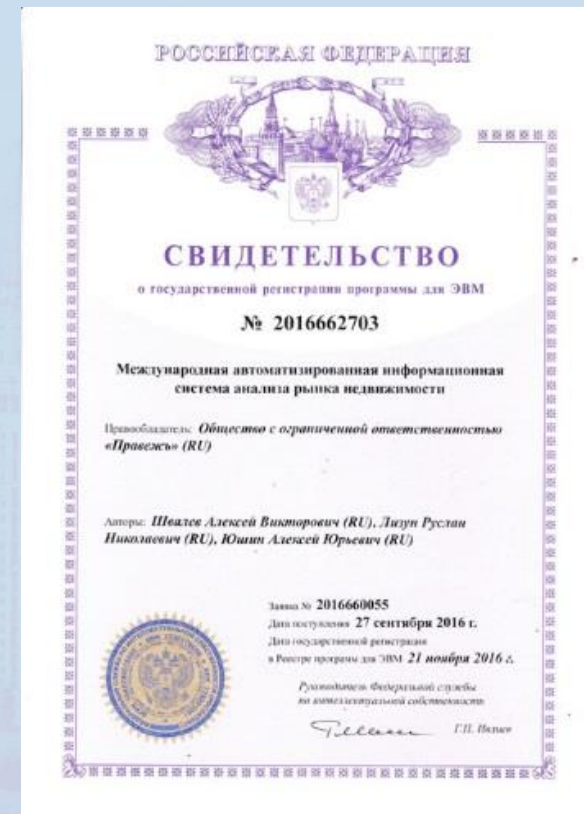 РОССИЙСКАЯ ФЕДЕРАЦИЯ
СВИДЕТЕЛЬСТВО
о государственной регистрации программы для ЭВМ
№ 2016662703
Международная автоматизированная информационная
система анализа рынка недвижимости
Правообладатель: Общество с ограниченной ответственностью
«Правежъ» (RU)
Авторы: Швалев Алексей Викторович (RU), Лизун Руслан
Николаевич (RU), Юшин Алексей Юрьевич (RU)
Заявка № 2016660055
Дата поступления 27 сентября 2016 г.
Дата государственной регистрации
в Реестре программ для ЭВМ 21 ноября 2016 г.
Руководитель Федеральной службы
по интеллектуальной собственности
Г.П. Ивлиев